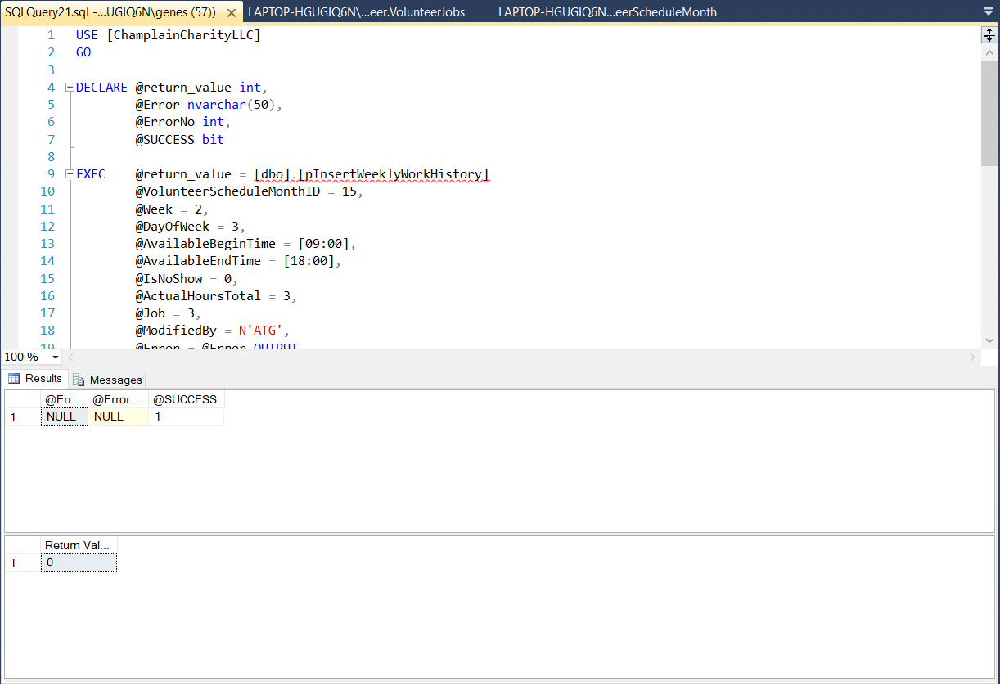 SQLQuery21.sql -...UGIQ6N\genes (57)) LAPTOP-HGUGIQ6N\...eer.VolunteerJobs LAPTOP-HGUGIQ6N...eerScheduleMonth
1 USE [ChamplainCharityLLC]
2 GO
3
4 DECLARE @return_value int,
5 @Error nvarchar(50),
6 @ErrorNo int,
7 @SUCCESS bit
8
9 EXEC @return_value = [dbo].[pInsertWeeklyWorkHistory]
10 @VolunteerScheduleMonthID = 15,
11 @Week = 2,
12 @DayOfWeek = 3,
13 @AvailableBeginTime = [09:00],
14 @AvailableEndTime = [18:00],
15 @IsNoShow = 0,
16 @ActualHoursTotal = 3,
17 @Job = 3,
18 @ModifiedBy = N'ATG',
19 @Error = @Error OUTPUT
100 %
Results Messages
@Err... @Error... @SUCCESS
1 NULL NULL 1
Return Val...
1 0